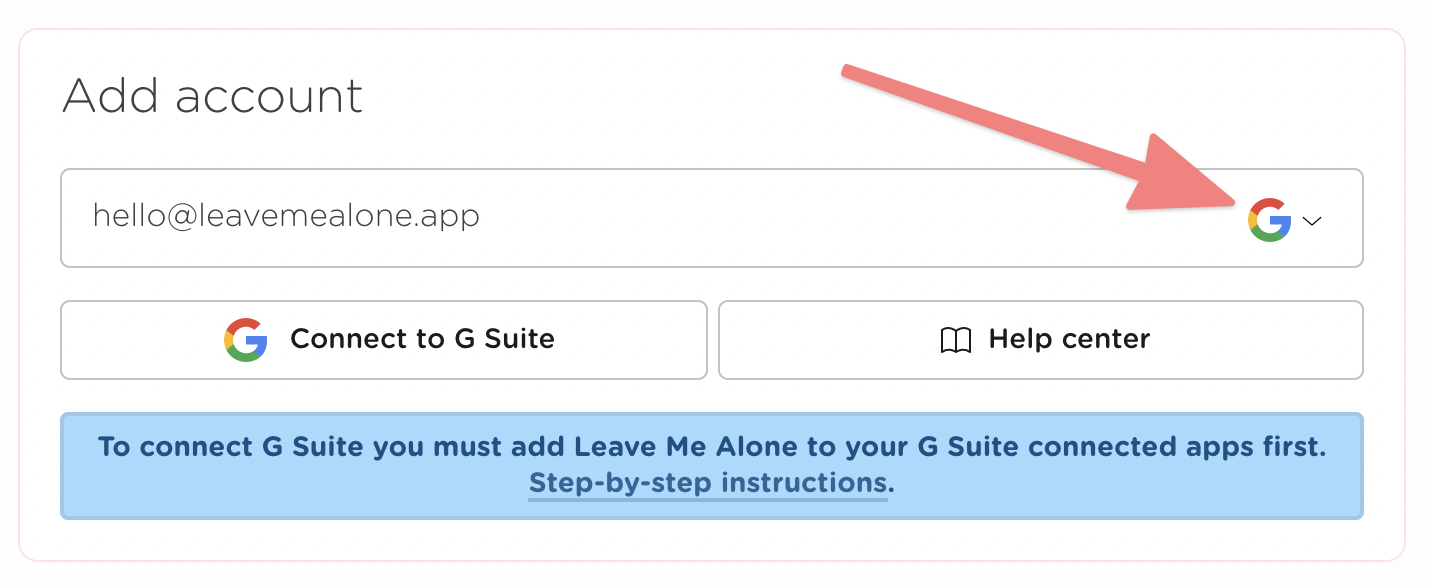 Add account
hello@leavemealone.app
Connect to G Suite
Help center
To connect G Suite you must add Leave Me Alone to your G Suite connected apps first.
Step-by-step instructions.